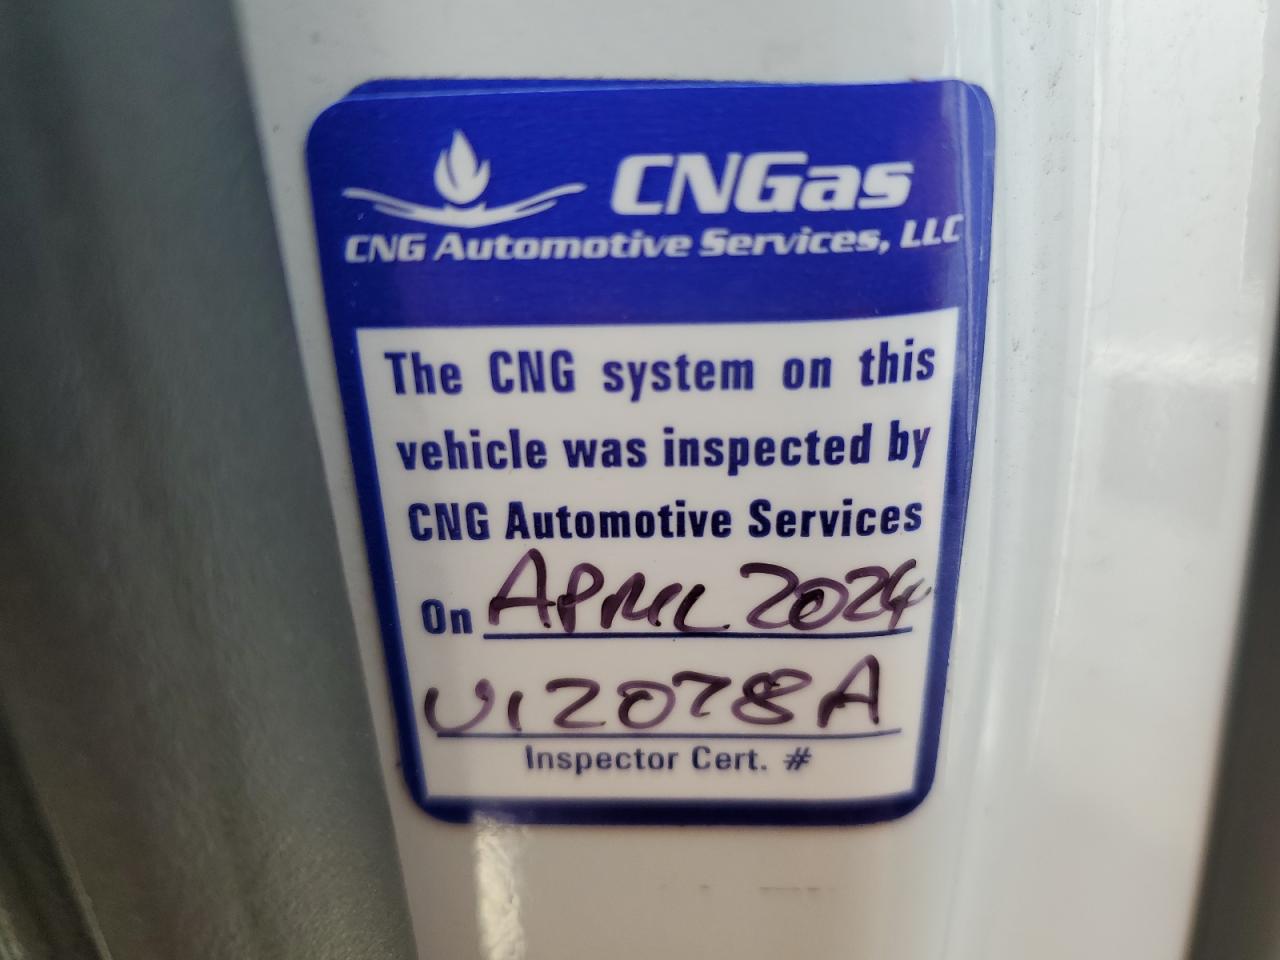 CNGas
CNG Automotive Services, LLC
The CNG system on this
vehicle was inspected by
CNG Automotive Services
On APRIL 2024
U12078A
Inspector Cert. #